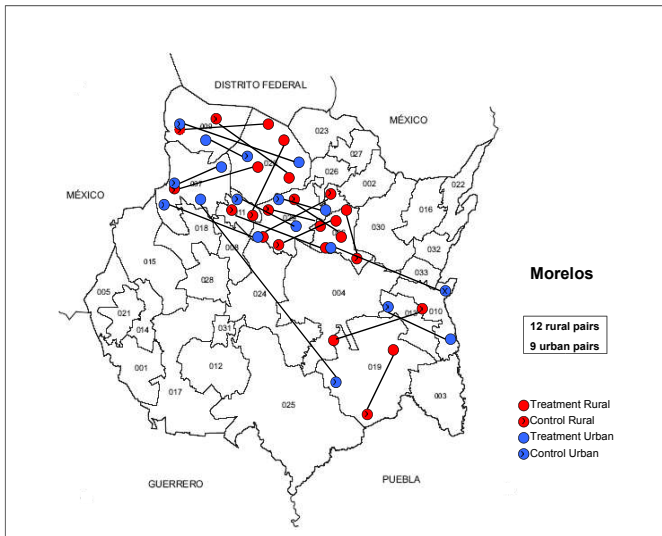 DISTRITO FEDERAL
MÉXICO
023
027
026
002
022
016
MÉXICO
030
018
032
015
033
028
004
005
024
010
021
014
031
019
001
012
003
017
025
GUERRERO
PUEBLA
Morelos
12 rural pairs
9 urban pairs
Treatment Rural
Control Rural
Treatment Urban
Control Urban